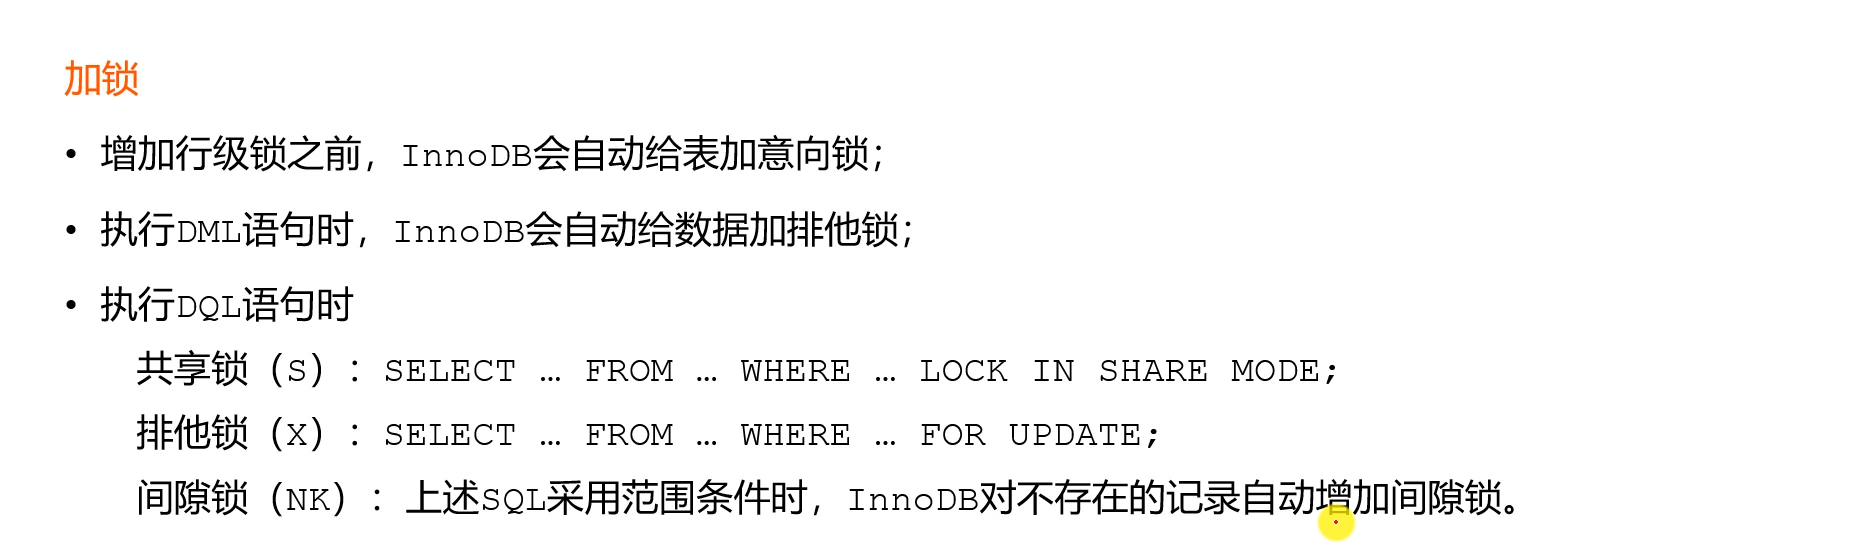 加锁
• 增加行级锁之前，InnoDB会自动给表加意向锁；
• 执行DML语句时，InnoDB会自动给数据加排他锁；
• 执行DQL语句时
共享锁（S）：SELECT … FROM … WHERE … LOCK IN SHARE MODE;
排他锁（X）：SELECT … FROM … WHERE … FOR UPDATE;
间隙锁（NK）：上述SQL采用范围条件时，InnoDB对不存在的记录自动增加间隙锁。